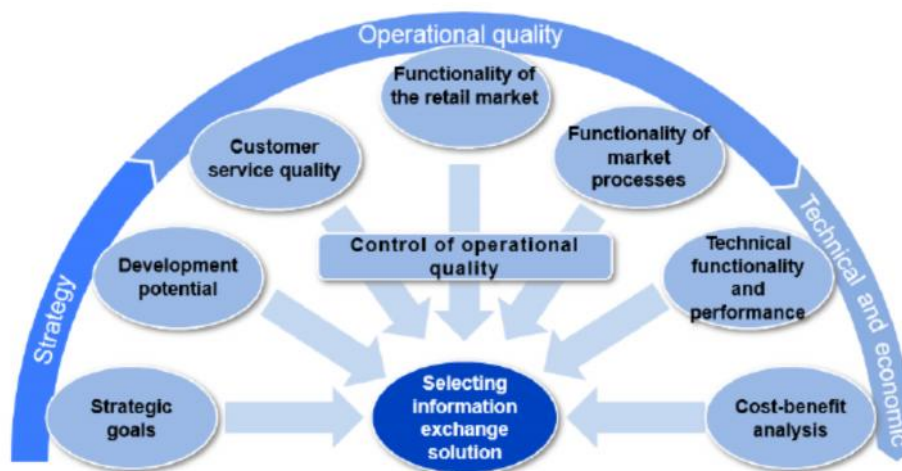 Operational quality
Functionality of
the retail market
Customer
service quality
Functionality of
market
processes
Control of operational
quality
Strategy
Development
potential
Technical
functionality
and
performance
Technical and economic
Strategic
goals
Selecting
information
exchange
solution
Cost-benefit
analysis